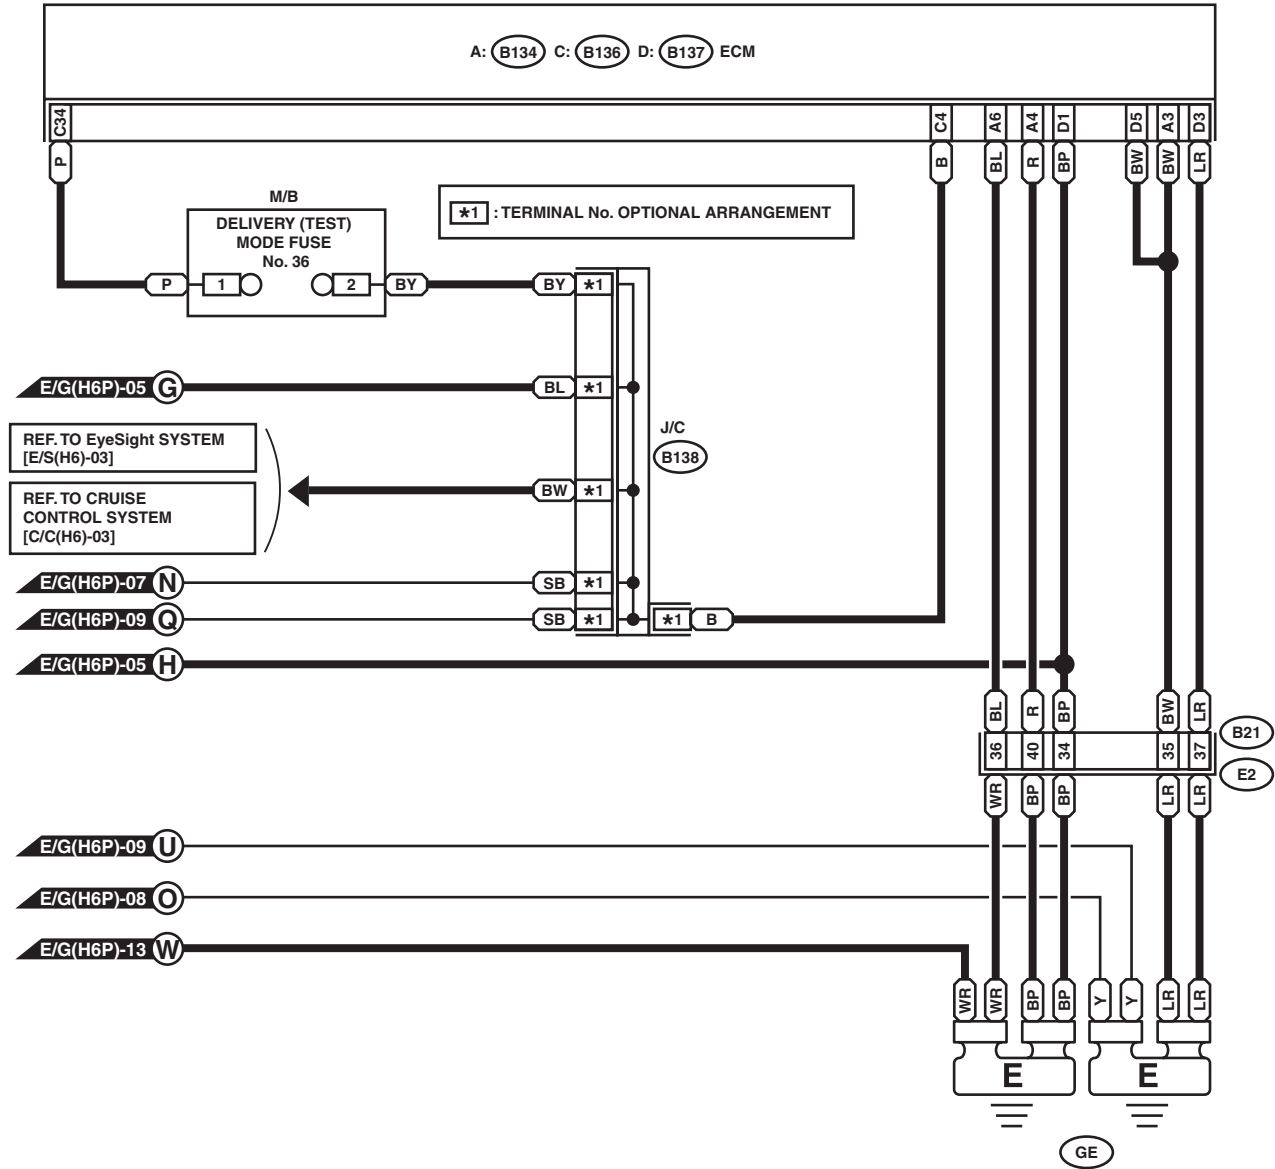 A: B134 C: B136 D: B137 ECM
C34 C4 A6 A4 D1 D5 A3 D3
P B BL R BP BW BW LR
M/B
DELIVERY (TEST)
MODE FUSE
No. 36
*1 : TERMINAL No. OPTIONAL ARRANGEMENT
P 1 2 BY BY *1
E/G(H6P)-05 G BL *1
J/C
B138
REF. TO EyeSight SYSTEM
[E/S(H6)-03]
REF. TO CRUISE
CONTROL SYSTEM
[C/C(H6)-03]
BW *1
E/G(H6P)-07 N SB *1
E/G(H6P)-09 Q SB *1 *1 B
E/G(H6P)-05 H
BL R BP BW LR
36 40 34 35 37
B21
E2
WR BP BP LR LR
E/G(H6P)-09 U
E/G(H6P)-08 O
E/G(H6P)-13 W
WR WR BP BP Y Y LR LR
E E
GE